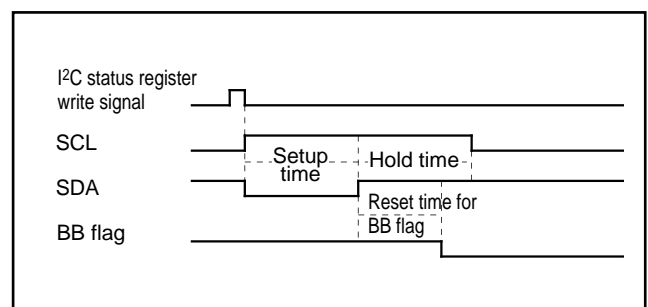 I²C status register
write signal
SCL
Setup
time
Hold time
SDA
Reset time for
BB flag
BB flag